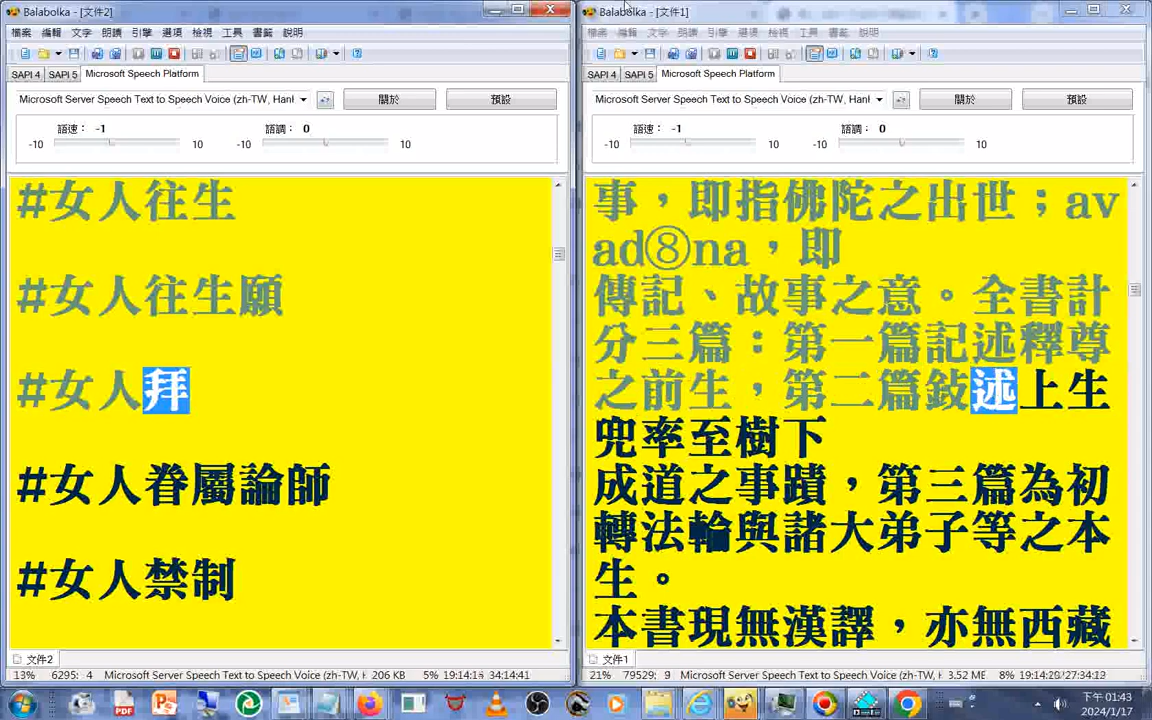 Balabolka - [文件2]
檔案 編輯 文字 朗讀 引擎 選項 檢視 工具 書籤 說明
SAPI 4 SAPI 5 Microsoft Speech Platform
Microsoft Server Speech Text to Speech Voice (zh-TW, Hanl
關於
預設
語速： -1
語調： 0
-10 10 -10 10
#女人往生
#女人往生願
#女人拜
#女人眷屬論師
#女人禁制
文件2
13% 6295: 4 Microsoft Server Speech Text to Speech Voice (zh-TW, H 206 KB 5% 19:14:14 34:14:41
Balabolka - [文件1]
檔案 編輯 文字 朗讀 引擎 選項 檢視 工具 書籤 說明
SAPI 4 SAPI 5 Microsoft Speech Platform
Microsoft Server Speech Text to Speech Voice (zh-TW, Hanl
關於
預設
語速： -1
語調： 0
-10 10 -10 10
事，即指佛陀之出世；av
ad⑧na，即
傳記、故事之意。全書計
分三篇：第一篇記述釋尊
之前生，第二篇敍述上生
兜率至樹下
成道之事蹟，第三篇為初
轉法輪與諸大弟子等之本
生。
本書現無漢譯，亦無西藏
文件1
21% 79529: 9 Microsoft Server Speech Text to Speech Voice (zh-TW, H 3.52 MB 8%
下午 01:43
2024/1/17